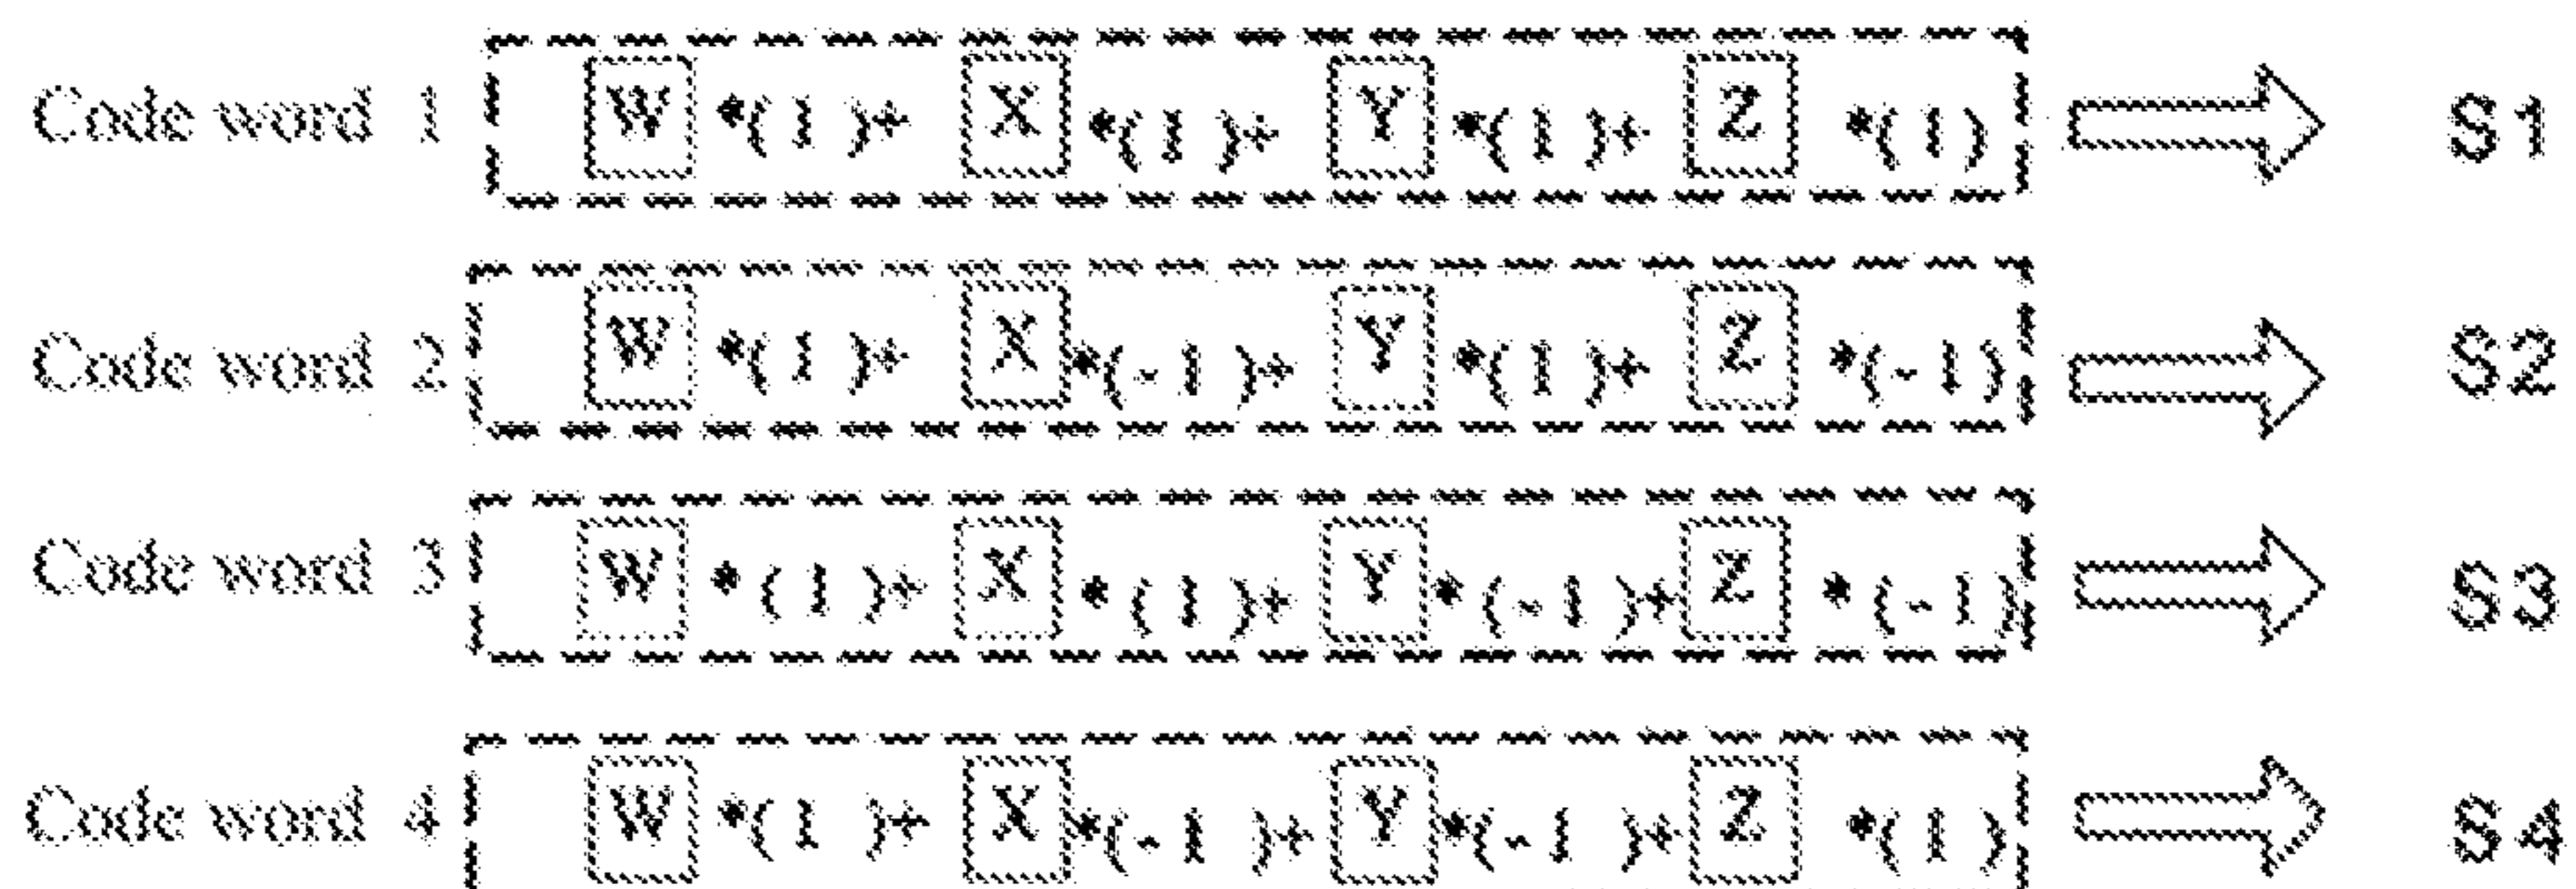 Code word 1 W *(1)+ X *(1)+ Y *(1)+ Z *(1) S1
Code word 2 W *(1)+ X *(-1)+ Y *(1)+ Z *(-1) S2
Code word 3 W *(1)+ X *(1)+ Y *(-1)+ Z *(-1) S3
Code word 4 W *(1)+ X *(-1)+ Y *(-1)+ Z *(1) S4